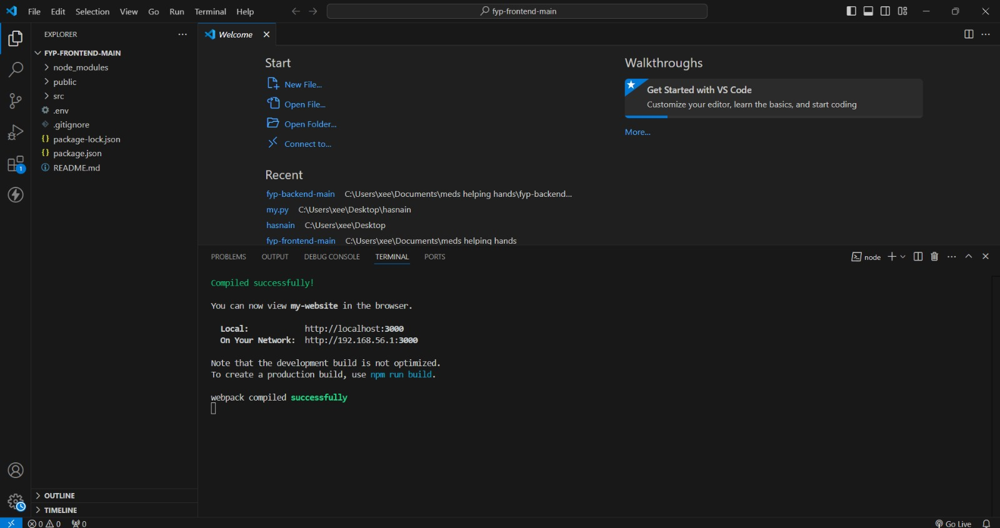 File Edit Selection View Go Run Terminal Help
fyp-frontend-main
EXPLORER
FYP-FRONTEND-MAIN
node_modules
public
src
.env
.gitignore
package-lock.json
package.json
README.md
1
OUTLINE
TIMELINE
Welcome
Start
New File...
Open File...
Open Folder...
Connect to...
Recent
fyp-backend-main C:\Users\xee\Documents\meds helping hands\fyp-backend...
my.py C:\Users\xee\Desktop\hasnain
hasnain C:\Users\xee\Desktop
fyp-frontend-main C:\Users\xee\Documents\meds helping hands
Walkthroughs
Get Started with VS Code
Customize your editor, learn the basics, and start coding
More...
PROBLEMS OUTPUT DEBUG CONSOLE TERMINAL PORTS
node
Compiled successfully!
You can now view my-website in the browser.
Local: http://localhost:3000
On Your Network: http://192.168.56.1:3000
Note that the development build is not optimized.
To create a production build, use npm run build.
webpack compiled successfully
0 0 0
Go Live